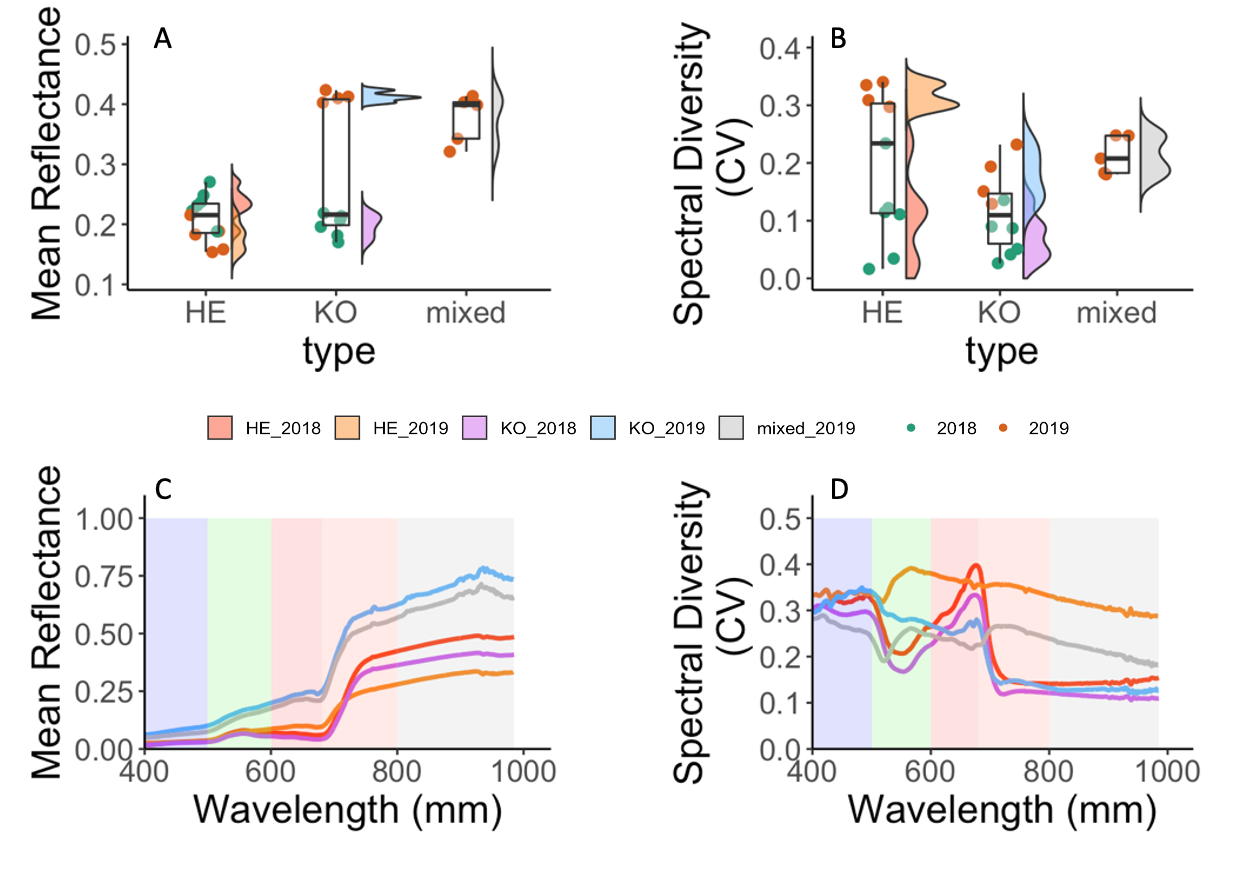 A
Mean Reflectance
0.5
0.4
0.3
0.2
0.1
HE
KO
mixed
type
B
Spectral Diversity
(CV)
0.4
0.3
0.2
0.1
0.0
HE
KO
mixed
type
HE_2018
HE_2019
KO_2018
KO_2019
mixed_2019
2018
2019
C
Mean Reflectance
1.00
0.75
0.50
0.25
0.00
400
600
800
1000
Wavelength (mm)
D
Spectral Diversity
(CV)
0.5
0.4
0.3
0.2
0.1
0.0
400
600
800
1000
Wavelength (mm)